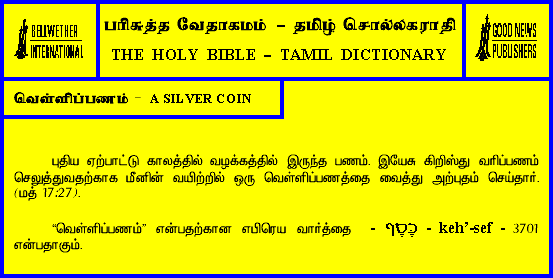 BELLWETHER
INTERNATIONAL
பரிசுத்த வேதாகமம் – தமிழ் சொல்லகராதி
THE HOLY BIBLE – TAMIL DICTIONARY
GOOD NEWS
PUBLISHERS
வெள்ளிப்பணம் – A SILVER COIN
புதிய ஏற்பாட்டு காலத்தில் வழக்கத்தில் இருந்த பணம். இயேசு கிறிஸ்து வரிப்பணம்
செலுத்துவதற்காக மீனின் வயிற்றில் ஒரு வெள்ளிப்பணத்தை வைத்து அற்புதம் செய்தார்.
(மத் 17:27).
“வெள்ளிப்பணம்” என்பதற்கான எபிரெய வார்த்தை - כֶּסֶף - keh’-sef - 3701
என்பதாகும்.